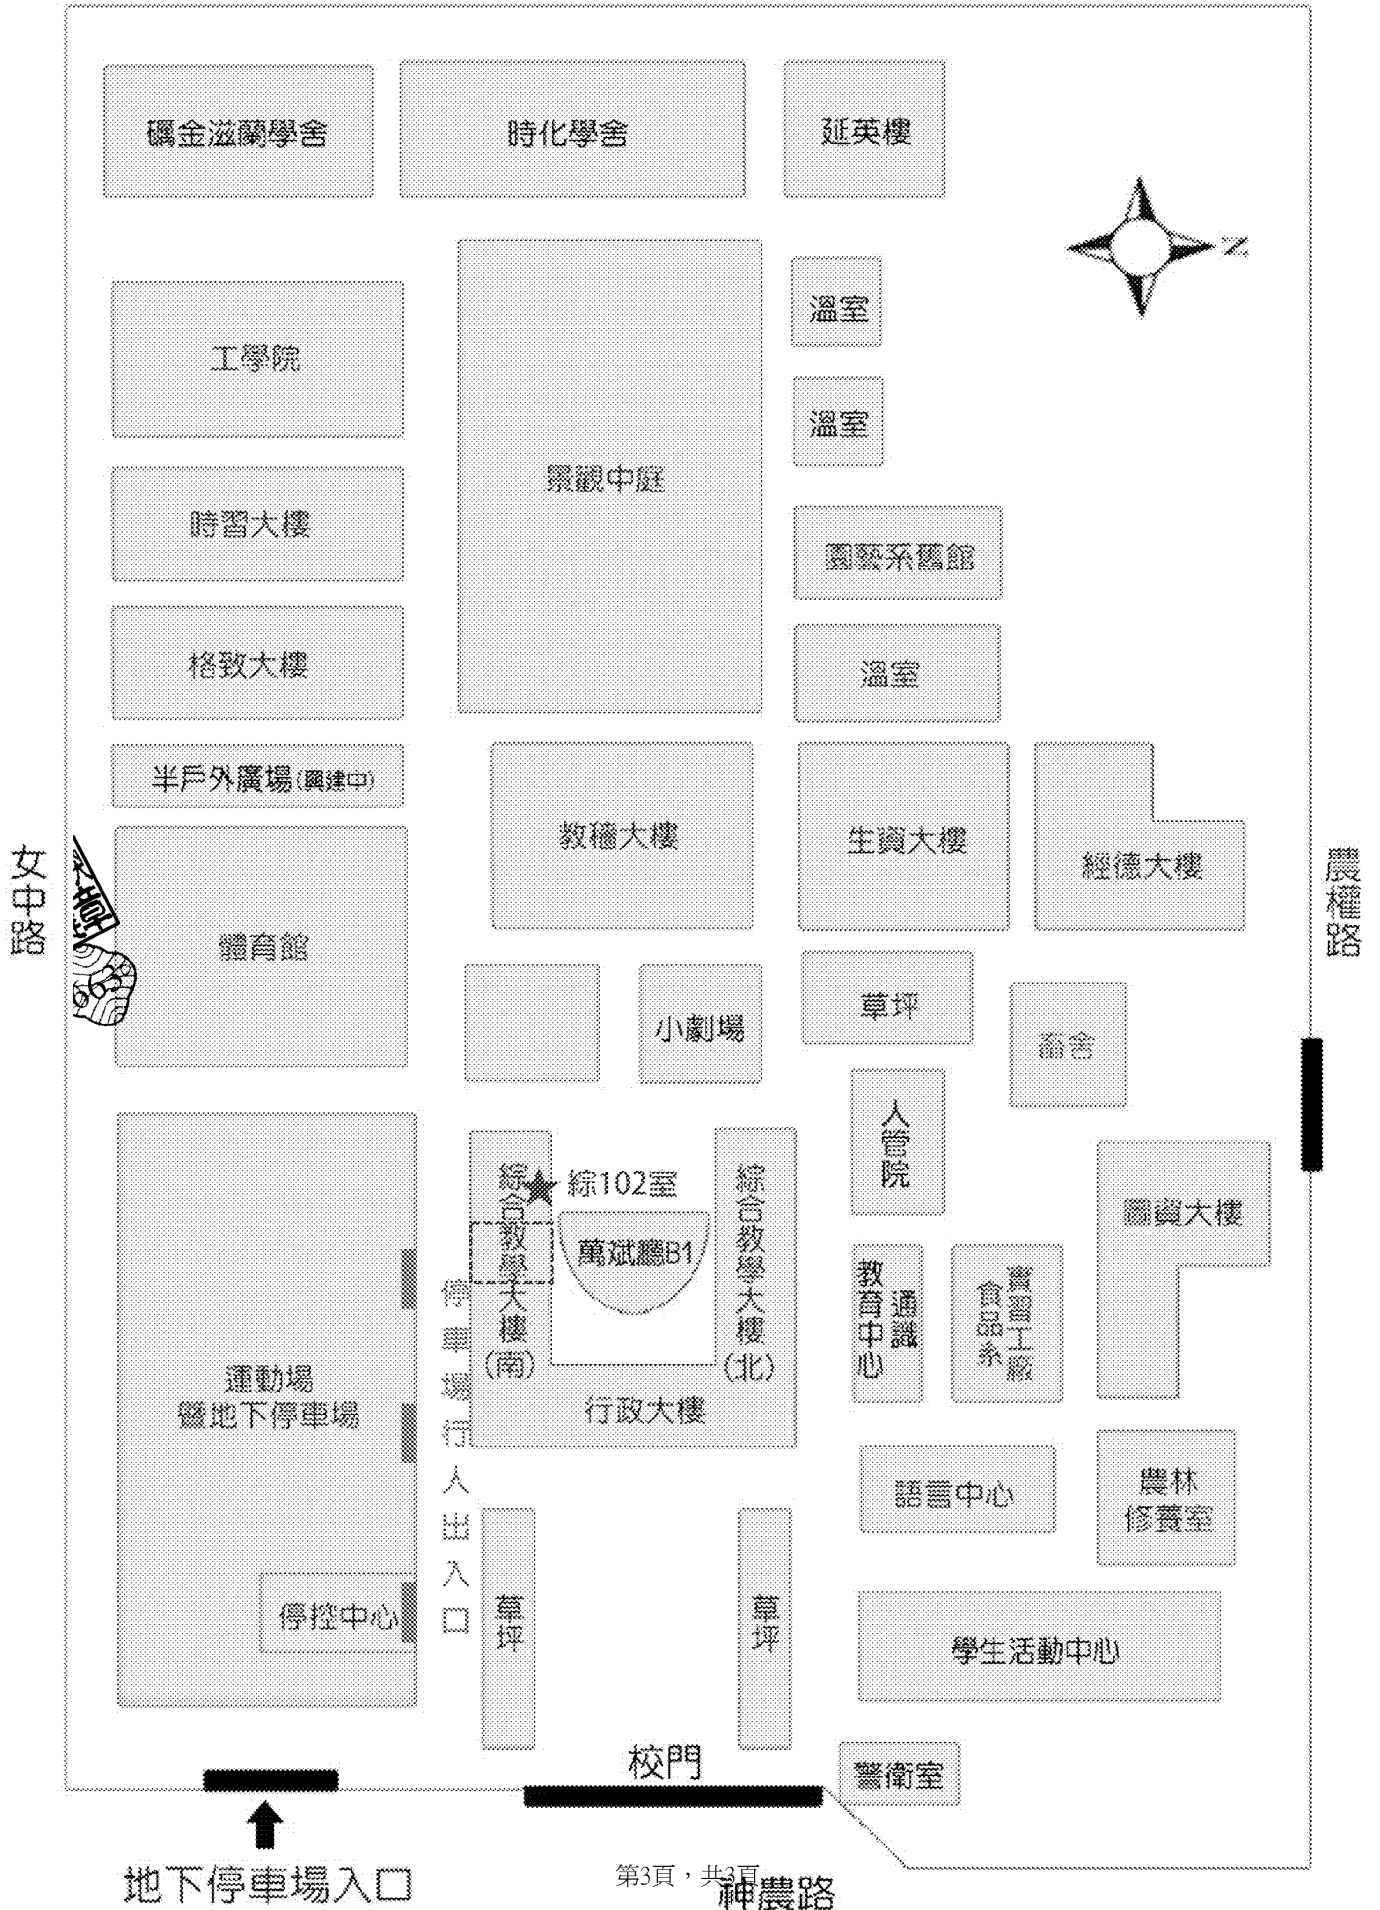 礪金滋蘭學舍
時化學舍
延英樓
N
溫室
工學院
溫室
景觀中庭
時習大樓
園藝系舊館
格致大樓
溫室
半戶外廣場(興建中)
教穡大樓
生資大樓
經德大樓
女中路
農權路
體育館
小劇場
草坪
畜舍
人管院
綜合教學大樓(南)
綜102室
綜合教學大樓(北)
萬斌廳B1
圖資大樓
教育中心
通識
食品系
實習工廠
停車場行人出入口
運動場
暨地下停車場
行政大樓
語言中心
農林
修養室
停控中心
草坪
草坪
學生活動中心
校門
警衛室
地下停車場入口
第3頁，共3頁
神農路